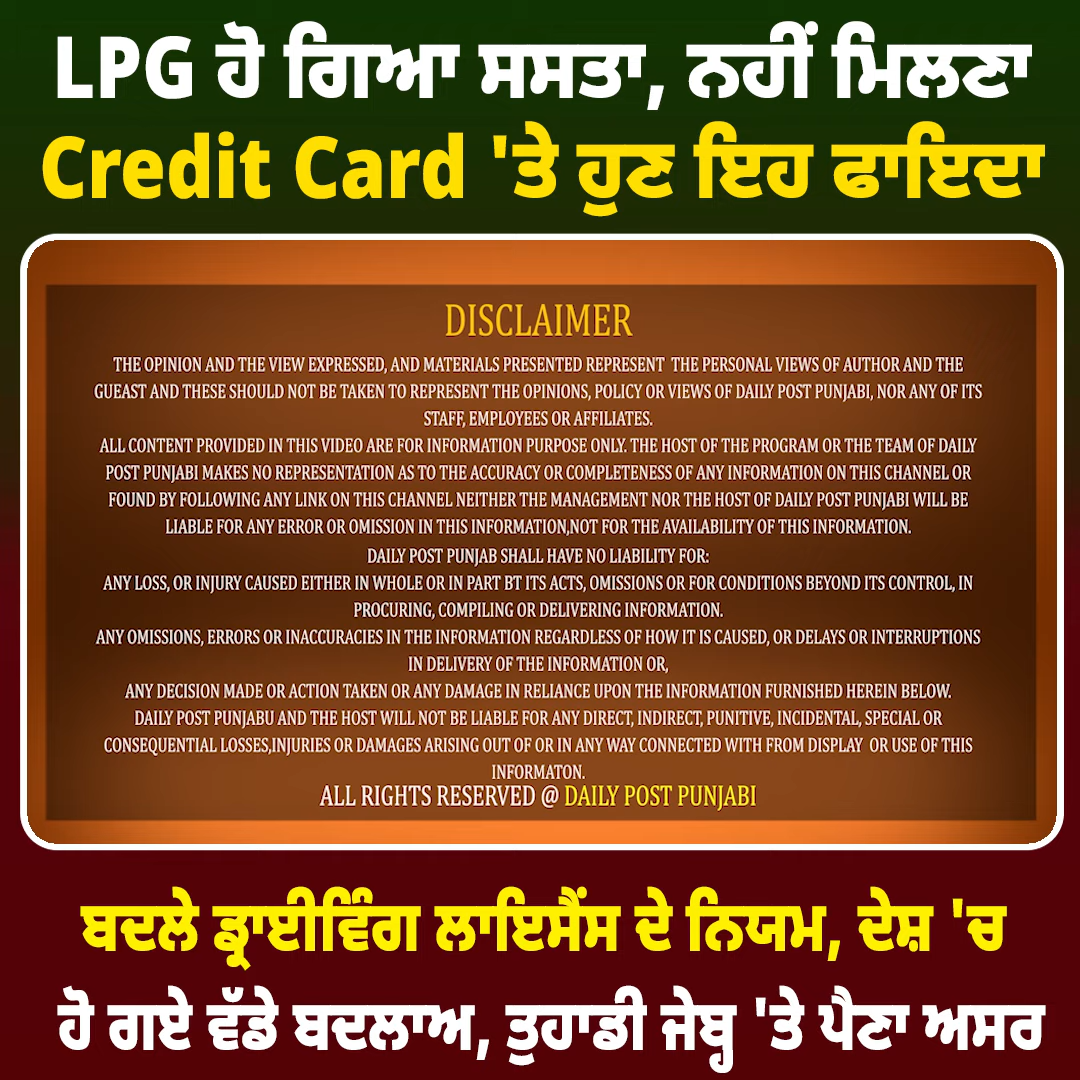 LPG ਹੋ ਗਿਆ ਸਸਤਾ, ਨਹੀਂ ਮਿਲਣਾ
Credit Card 'ਤੇ ਹੁਣ ਇਹ ਫਾਇਦਾ
DISCLAIMER
THE OPINION AND THE VIEW EXPRESSED, AND MATERIALS PRESENTED REPRESENT THE PERSONAL VIEWS OF AUTHOR AND THE
GUEAST AND THESE SHOULD NOT BE TAKEN TO REPRESENT THE OPINIONS, POLICY OR VIEWS OF DAILY POST PUNJABI, NOR ANY OF ITS
STAFF, EMPLOYEES OR AFFILIATES.
ALL CONTENT PROVIDED IN THIS VIDEO ARE FOR INFORMATION PURPOSE ONLY. THE HOST OF THE PROGRAM OR THE TEAM OF DAILY
POST PUNJABI MAKES NO REPRESENTATION AS TO THE ACCURACY OR COMPLETENESS OF ANY INFORMATION ON THIS CHANNEL OR
FOUND BY FOLLOWING ANY LINK ON THIS CHANNEL NEITHER THE MANAGEMENT NOR THE HOST OF DAILY POST PUNJABI WILL BE
LIABLE FOR ANY ERROR OR OMISSION IN THIS INFORMATION,NOT FOR THE AVAILABILITY OF THIS INFORMATION.
DAILY POST PUNJAB SHALL HAVE NO LIABILITY FOR:
ANY LOSS, OR INJURY CAUSED EITHER IN WHOLE OR IN PART BT ITS ACTS, OMISSIONS OR FOR CONDITIONS BEYOND ITS CONTROL, IN
PROCURING, COMPILING OR DELIVERING INFORMATION.
ANY OMISSIONS, ERRORS OR INACCURACIES IN THE INFORMATION REGARDLESS OF HOW IT IS CAUSED, OR DELAYS OR INTERRUPTIONS
IN DELIVERY OF THE INFORMATION OR,
ANY DECISION MADE OR ACTION TAKEN OR ANY DAMAGE IN RELIANCE UPON THE INFORMATION FURNISHED HEREIN BELOW.
DAILY POST PUNJABU AND THE HOST WILL NOT BE LIABLE FOR ANY DIRECT, INDIRECT, PUNITIVE, INCIDENTAL, SPECIAL OR
CONSEQUENTIAL LOSSES,INJURIES OR DAMAGES ARISING OUT OF OR IN ANY WAY CONNECTED WITH FROM DISPLAY OR USE OF THIS
INFORMATON.
ALL RIGHTS RESERVED @ DAILY POST PUNJABI
ਬਦਲੇ ਡ੍ਰਾਈਵਿੰਗ ਲਾਇਸੈਂਸ ਦੇ ਨਿਯਮ, ਦੇਸ਼ 'ਚ
ਹੋ ਗਏ ਵੱਡੇ ਬਦਲਾਅ, ਤੁਹਾਡੀ ਜੇਬ੍ਹ 'ਤੇ ਪੈਣਾ ਅਸਰ